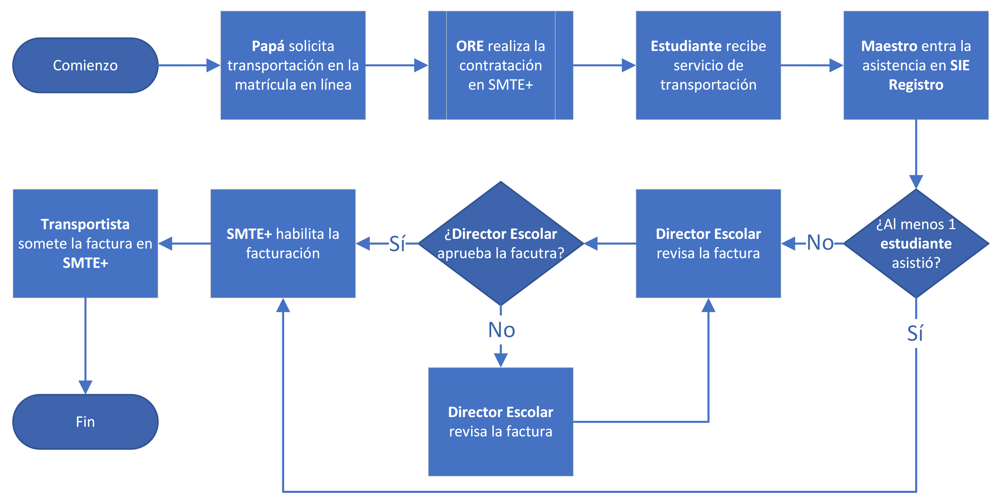 Comienzo
Papá solicita
transportación en la
matrícula en línea
ORE realiza la
contratación
en SMTE+
Estudiante recibe
servicio de
transportación
Maestro entra la
asistencia en SIE
Registro
¿Al menos 1
estudiante
asistió?
No
Sí
Director Escolar
revisa la factura
¿Director Escolar
aprueba la facutra?
Sí
No
Director Escolar
revisa la factura
SMTE+ habilita la
facturación
Transportista
somete la factura en
SMTE+
Fin